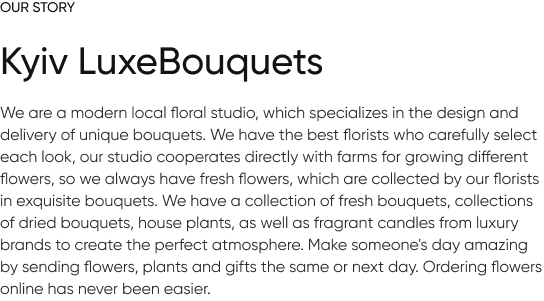 OUR STORY
Kyiv LuxeBouquets
We are a modern local floral studio, which specializes in the design and
delivery of unique bouquets. We have the best florists who carefully select
each look, our studio cooperates directly with farms for growing different
flowers, so we always have fresh flowers, which are collected by our florists
in exquisite bouquets. We have a collection of fresh bouquets, collections
of dried bouquets, house plants, as well as fragrant candles from luxury
brands to create the perfect atmosphere. Make someone's day amazing
by sending flowers, plants and gifts the same or next day. Ordering flowers
online has never been easier.